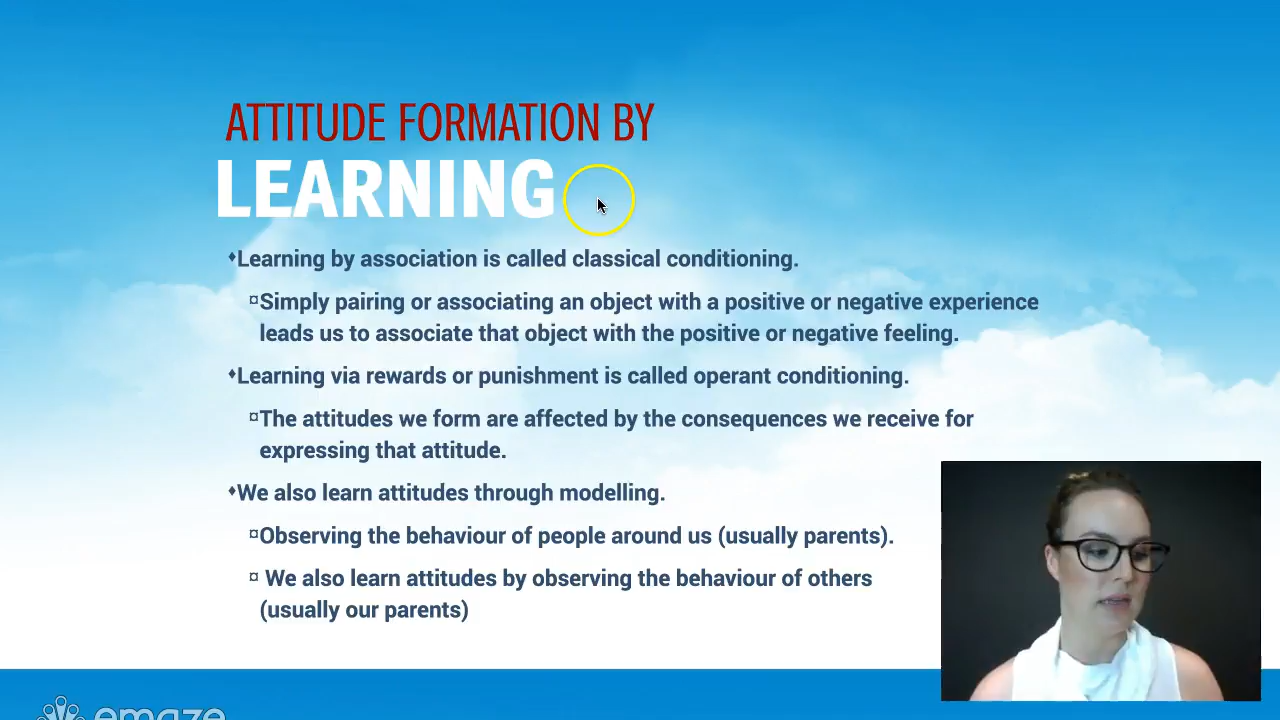 ATTITUDE FORMATION BY
LEARNING
♦Learning by association is called classical conditioning.
¤Simply pairing or associating an object with a positive or negative experience
leads us to associate that object with the positive or negative feeling.
♦Learning via rewards or punishment is called operant conditioning.
¤The attitudes we form are affected by the consequences we receive for
expressing that attitude.
♦We also learn attitudes through modelling.
¤Observing the behaviour of people around us (usually parents).
¤ We also learn attitudes by observing the behaviour of others
(usually our parents)
emaze